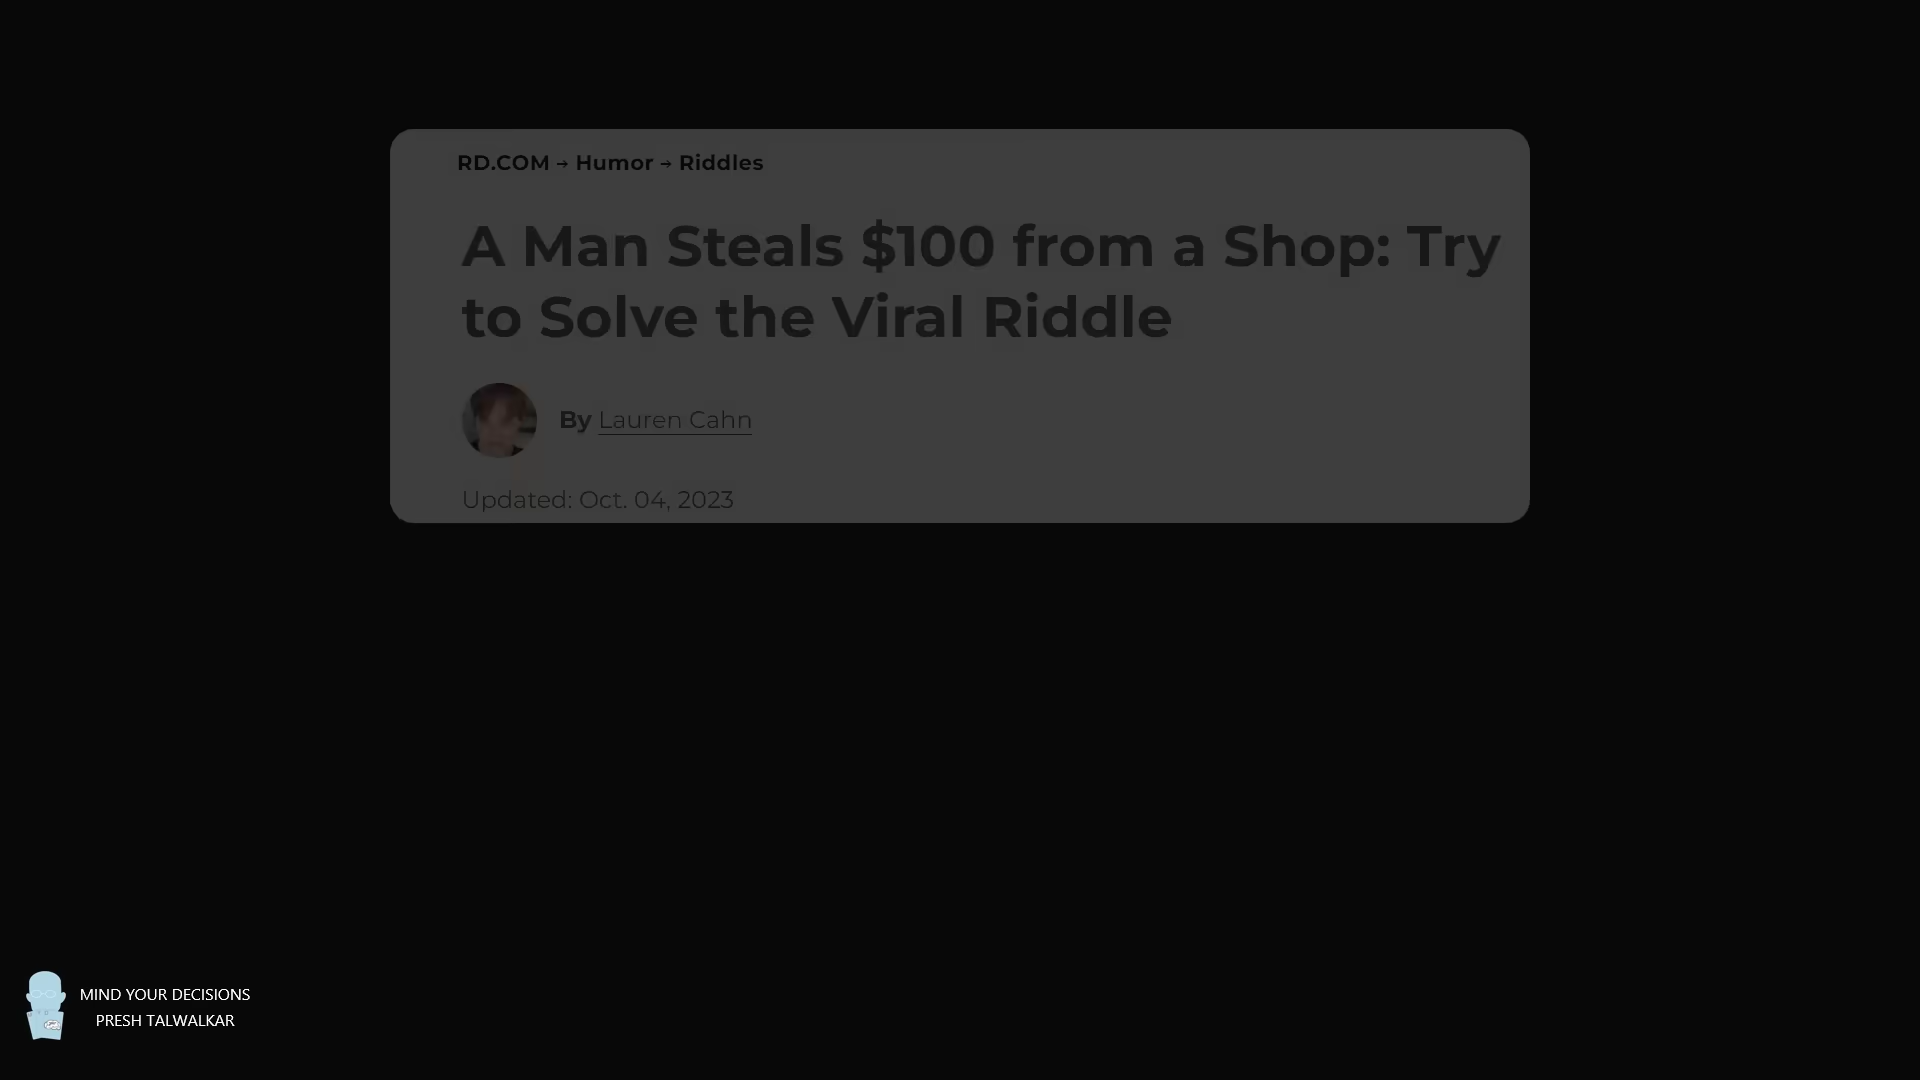 RD.COM → Humor → Riddles
A Man Steals $100 from a Shop: Try
to Solve the Viral Riddle
By Lauren Cahn
Updated: Oct. 04, 2023
MIND YOUR DECISIONS
PRESH TALWALKAR